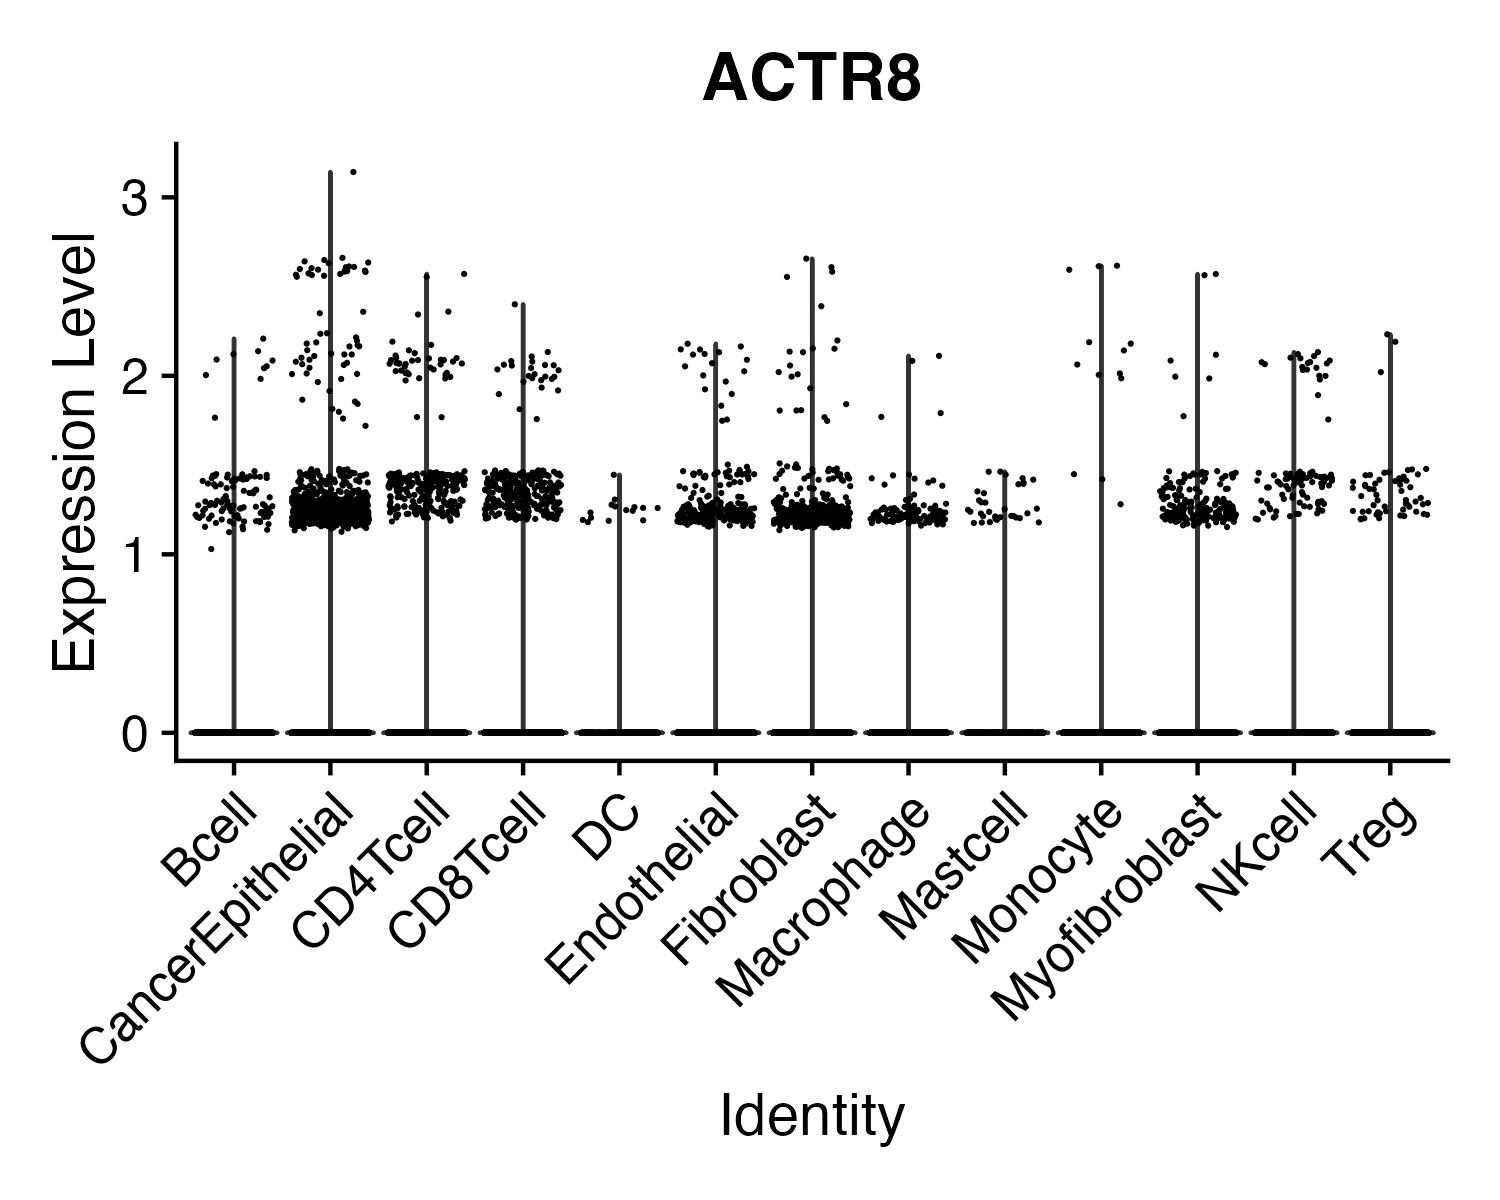 ACTR8
Expression Level
3
2
1
0
Bcell
CancerEpithelial
CD4Tcell
CD8Tcell
DC
Endothelial
Fibroblast
Macrophage
Mastcell
Monocyte
Myofibroblast
NKcell
Treg
Identity